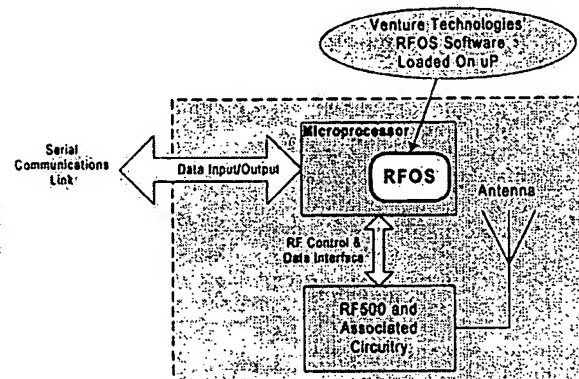 Venture Technologies'
RFOS Software
Loaded On uP
Microprocessor
RFOS
Serial
Communications
Link
Data Input/Output
Antenna
RF Control &
Data Interface
RF500 and
Associated
Circuitry